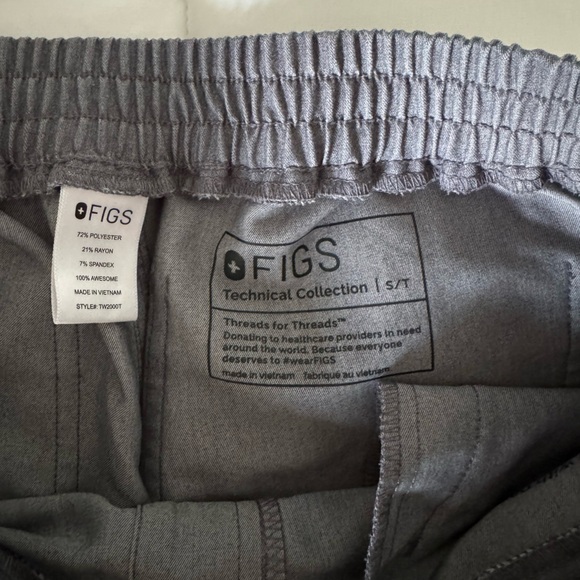 FIGS
72% POLYESTER
21% RAYON
7% SPANDEX
100% AWESOME
MADE IN VIETNAM
STYLE#: TW2000T
FIGS
Technical Collection | S/T
Threads for Threads™
Donating to healthcare providers in need
around the world. Because everyone
deserves to #wearFIGS
made in vietnam fabriqué au vietnam